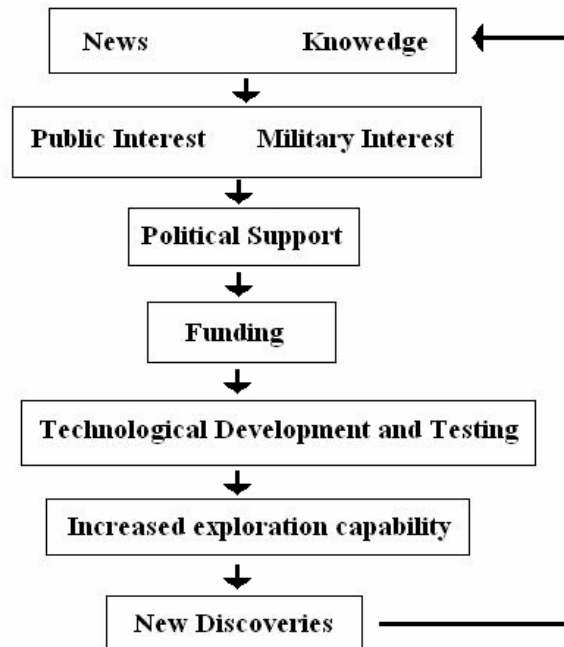 News Knowedge
Public Interest Military Interest
Political Support
Funding
Technological Development and Testing
Increased exploration capability
New Discoveries